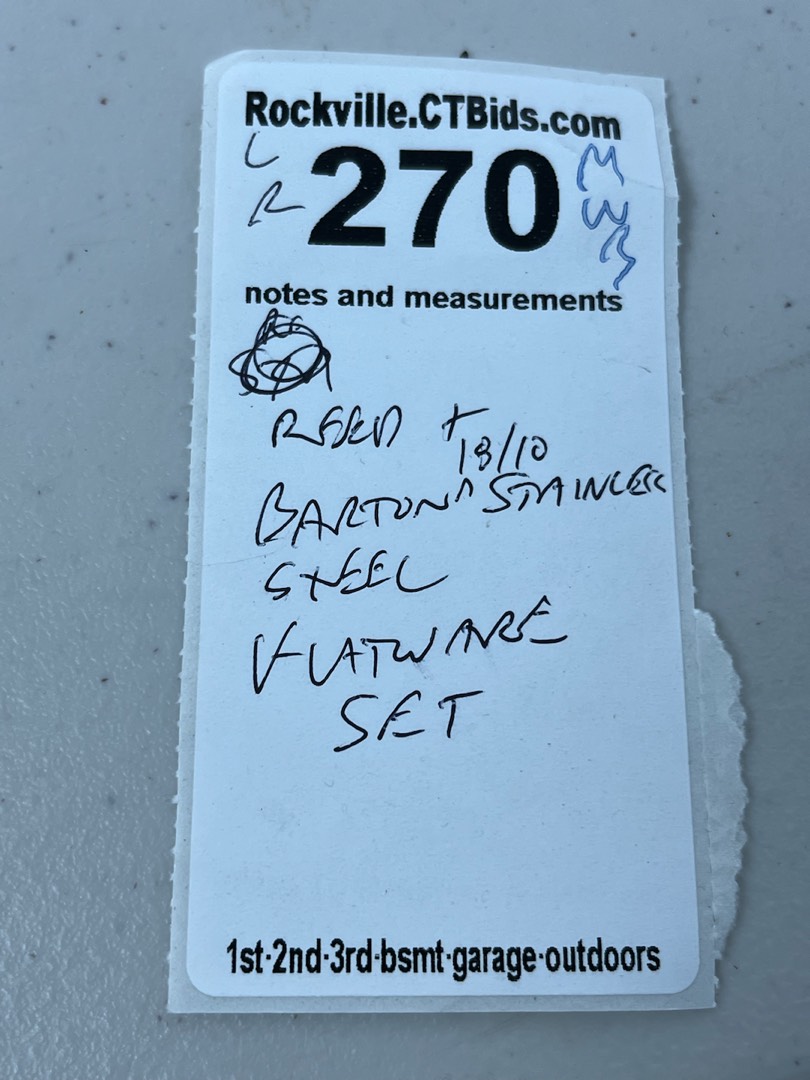 Rockville.CTBids.com
L
R
270
M
W
B
notes and measurements
REED +
18/10
BARTON ^ STAINLESS
STEEL
FLATWARE
SET
1st·2nd·3rd·bsmt·garage·outdoors